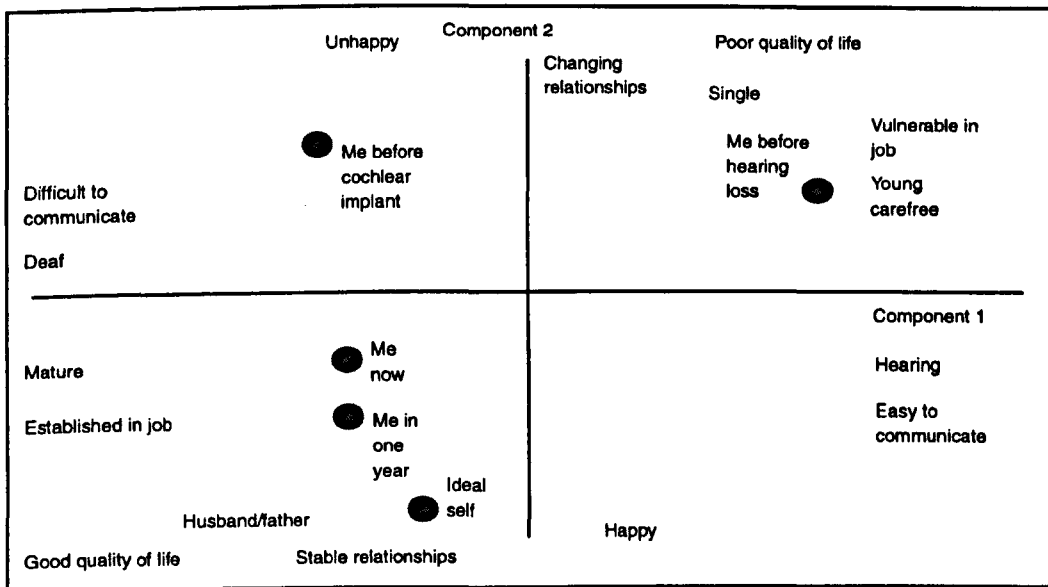 Component 2
Unhappy
Poor quality of life
Changing
relationships
Single
Vulnerable in
job
Me before
hearing
loss
Young
carefree
Me before
cochlear
implant
Difficult to
communicate
Deaf
Component 1
Me
now
Mature
Hearing
Established in job
Me in
one
year
Easy to
communicate
Ideal
self
Husband/father
Happy
Good quality of life
Stable relationships